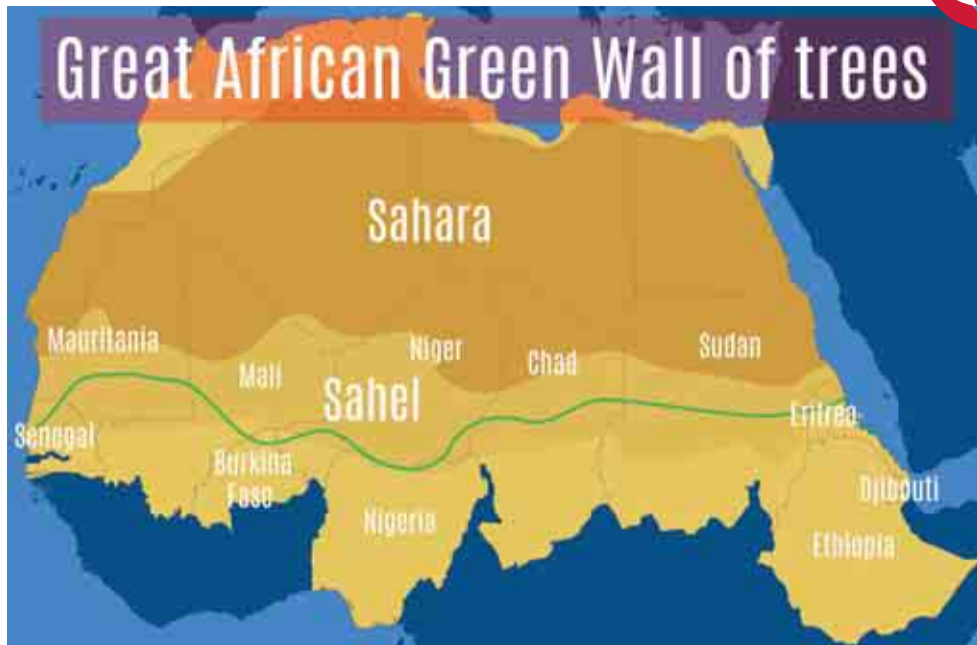 Great African Green Wall of trees
Sahara
Mauritania
Mali
Niger
Chad
Sudan
Sahel
Senegal
Burkina
Faso
Nigeria
Eritrea
Djibouti
Ethiopia